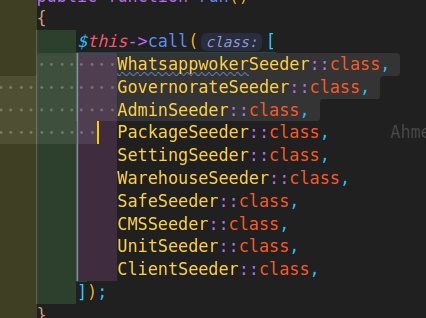 public function run()
{
$this->call( class: [
WhatsappwokerSeeder::class,
GovernorateSeeder::class,
AdminSeeder::class,
PackageSeeder::class, Ahme
SettingSeeder::class,
WarehouseSeeder::class,
SafeSeeder::class,
CMSSeeder::class,
UnitSeeder::class,
ClientSeeder::class,
]);
}